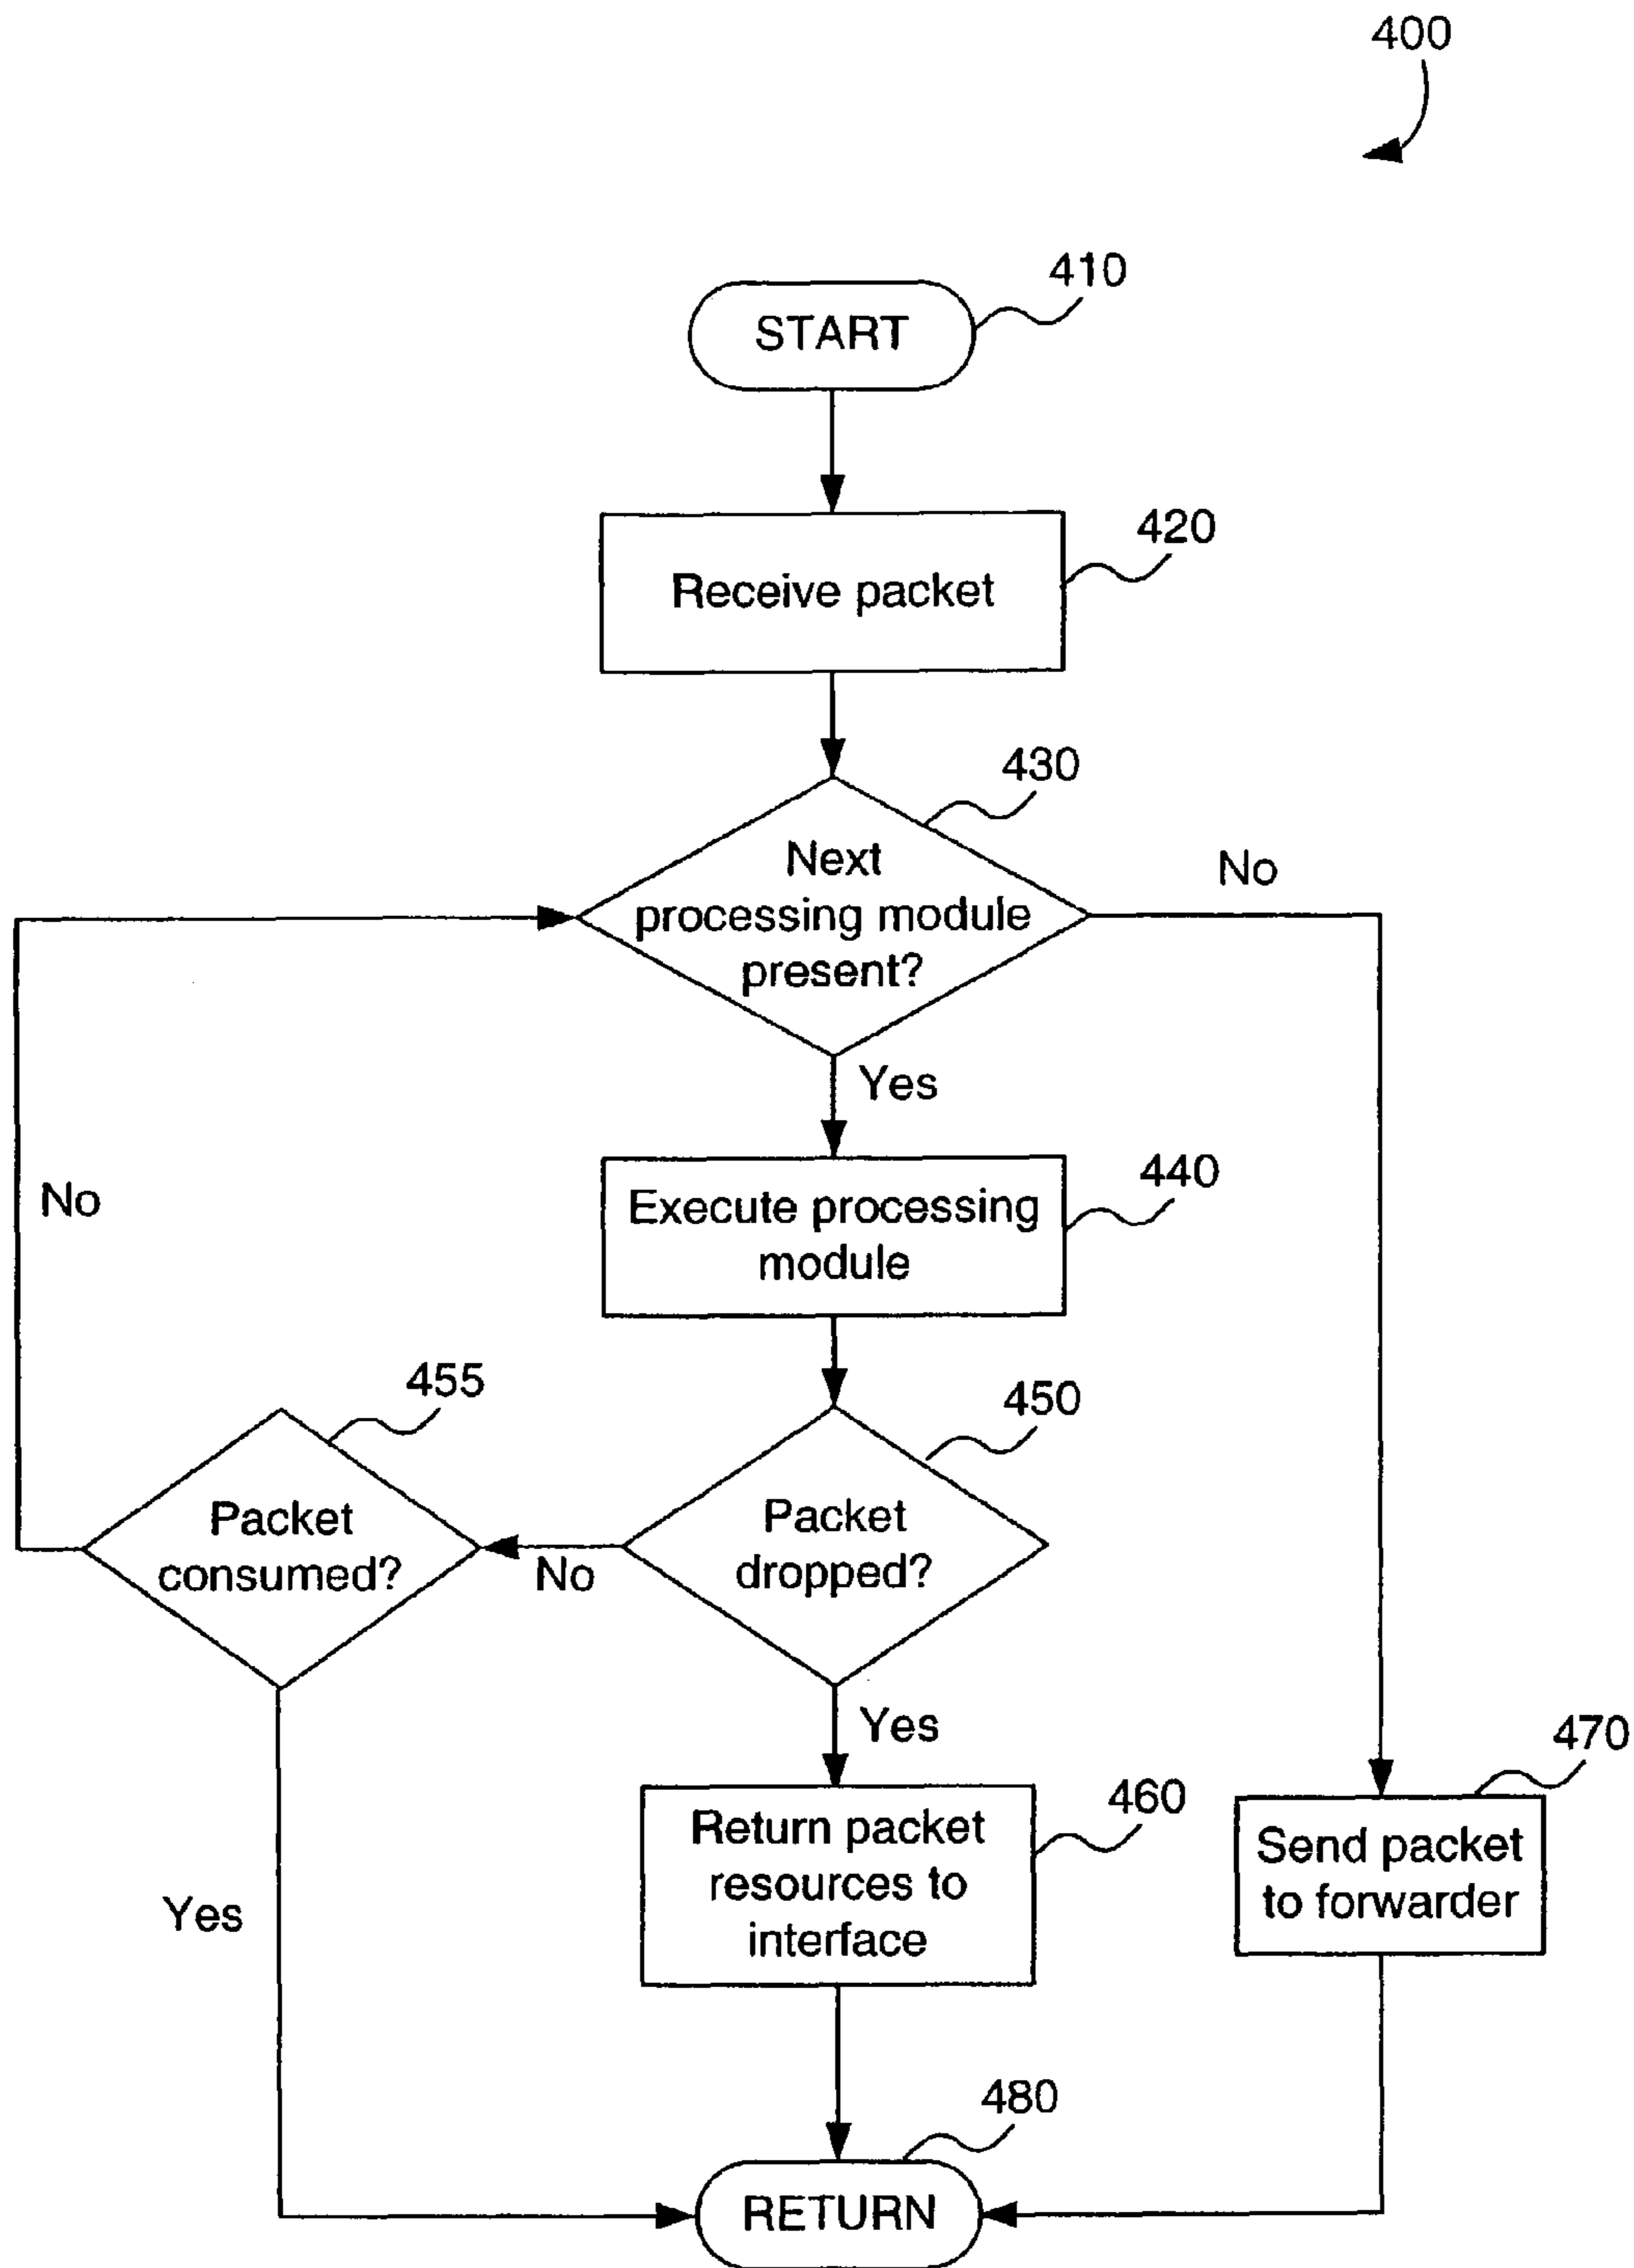 400
410
START
420
Receive packet
430
Next
processing module
present?
No
Yes
440
Execute processing
module
No
455
450
Packet
consumed?
No
Packet
dropped?
Yes
470
460
Return packet
resources to
interface
Send packet
to forwarder
Yes
480
RETURN